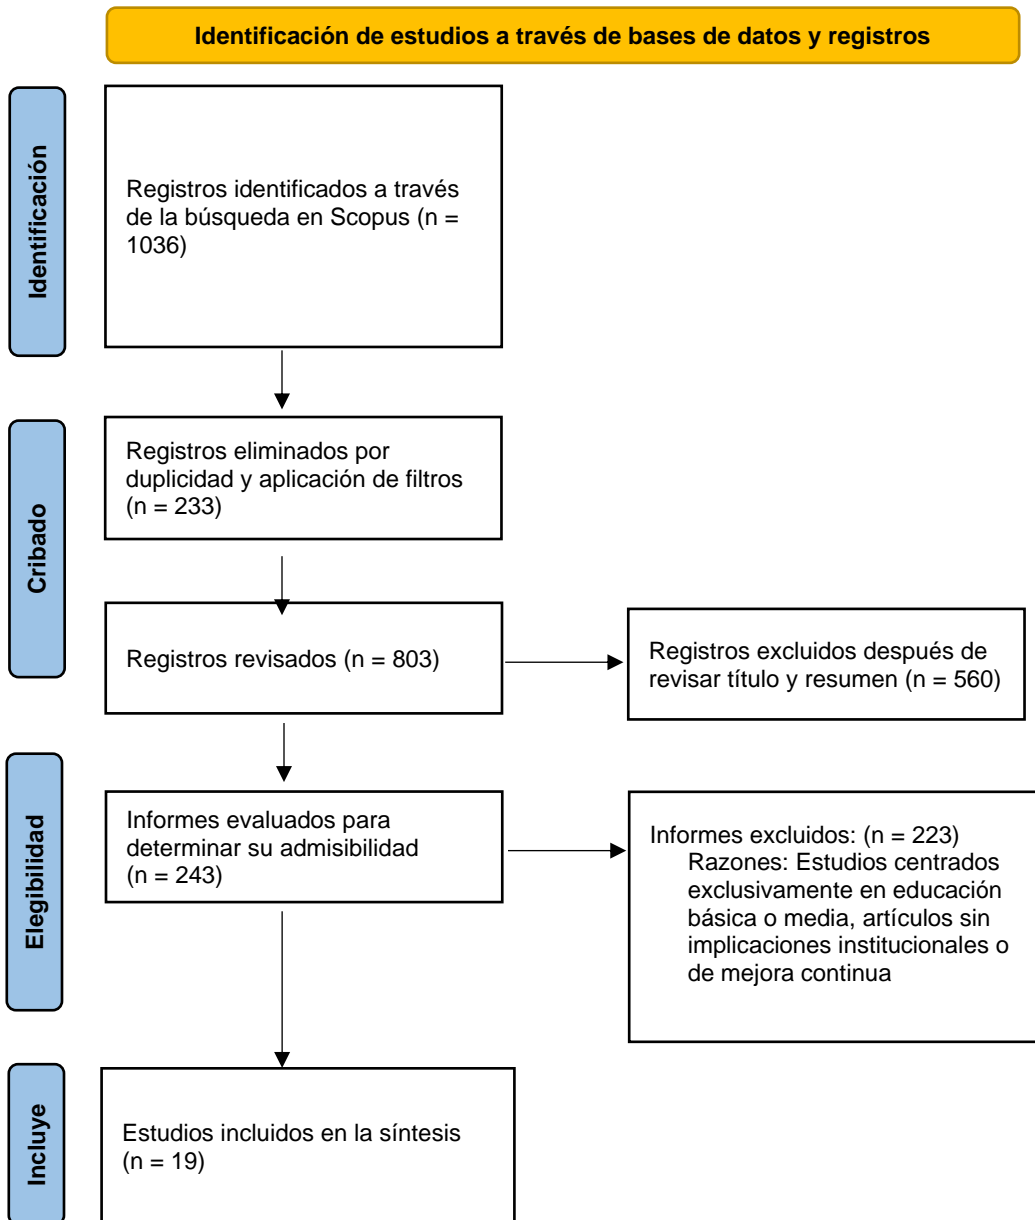 Identificación de estudios a través de bases de datos y registros
Identificación
Registros identificados a través
de la búsqueda en Scopus (n =
1036)
Cribado
Registros eliminados por
duplicidad y aplicación de filtros
(n = 233)
Registros revisados (n = 803)
Registros excluidos después de
revisar título y resumen (n = 560)
Elegibilidad
Informes evaluados para
determinar su admisibilidad
(n = 243)
Informes excluidos: (n = 223)
Razones: Estudios centrados
exclusivamente en educación
básica o media, artículos sin
implicaciones institucionales o
de mejora continua
Incluye
Estudios incluidos en la síntesis
(n = 19)